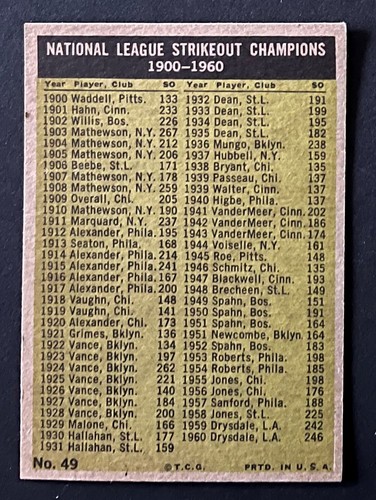 NATIONAL LEAGUE STRIKEOUT CHAMPIONS
1900-1960
Year Player, Club SO
1900 Waddell, Pitts. 133
1901 Hahn, Cinn. 233
1902 Willis, Bos. 226
1903 Mathewson, N.Y. 267
1904 Mathewson, N.Y. 212
1905 Mathewson, N.Y. 206
1906 Beebe, St.L. 171
1907 Mathewson, N.Y. 178
1908 Mathewson, N.Y. 259
1909 Overall, Chi. 205
1910 Mathewson, N.Y. 190
1911 Marquard, N.Y. 237
1912 Alexander, Phila. 195
1913 Seaton, Phila. 168
1914 Alexander, Phila. 214
1915 Alexander, Phila. 241
1916 Alexander, Phila. 167
1917 Alexander, Phila. 200
1918 Vaughn, Chi. 148
1919 Vaughn, Chi. 141
1920 Alexander, Chi. 173
1921 Grimes, Bkln. 136
1922 Vance, Bklyn. 134
1923 Vance, Bklyn. 197
1924 Vance, Bklyn. 262
1925 Vance, Bklyn. 221
1926 Vance, Bklyn. 140
1927 Vance, Bklyn. 184
1928 Vance, Bklyn. 200
1929 Malone, Chi. 166
1930 Hallahan, St.L. 177
1931 Hallahan, St.L. 159
Year Player, Club SO
1932 Dean, St.L. 191
1933 Dean, St.L. 199
1934 Dean, St.L. 195
1935 Dean, St.L. 182
1936 Mungo, Bklyn. 238
1937 Hubbell, N.Y. 159
1938 Bryant, Chi. 135
1939 Passeau, Chi. 137
1939 Walter, Cinn. 137
1940 Higbe, Phila. 137
1941 VanderMeer, Cinn. 202
1942 VanderMeer, Cinn. 186
1943 VanderMeer, Cinn. 174
1944 Voiselle, N.Y. 161
1945 Roe, Pitts. 148
1946 Schmitz, Chi. 135
1947 Blackwell, Cinn. 193
1948 Brecheen, St.L. 149
1949 Spahn, Bos. 151
1950 Spahn, Bos. 191
1951 Spahn, Bos. 164
1951 Newcombe, Bkln. 164
1952 Spahn, Bos. 183
1953 Roberts, Phila. 198
1954 Roberts, Phila. 185
1955 Jones, Chi. 198
1956 Jones, Chi. 176
1957 Sanford, Phila. 188
1958 Jones, St.L. 225
1959 Drysdale, L.A. 242
1960 Drysdale, L.A. 246
No. 49 © T.C.G. PRTD. IN U.S.A.